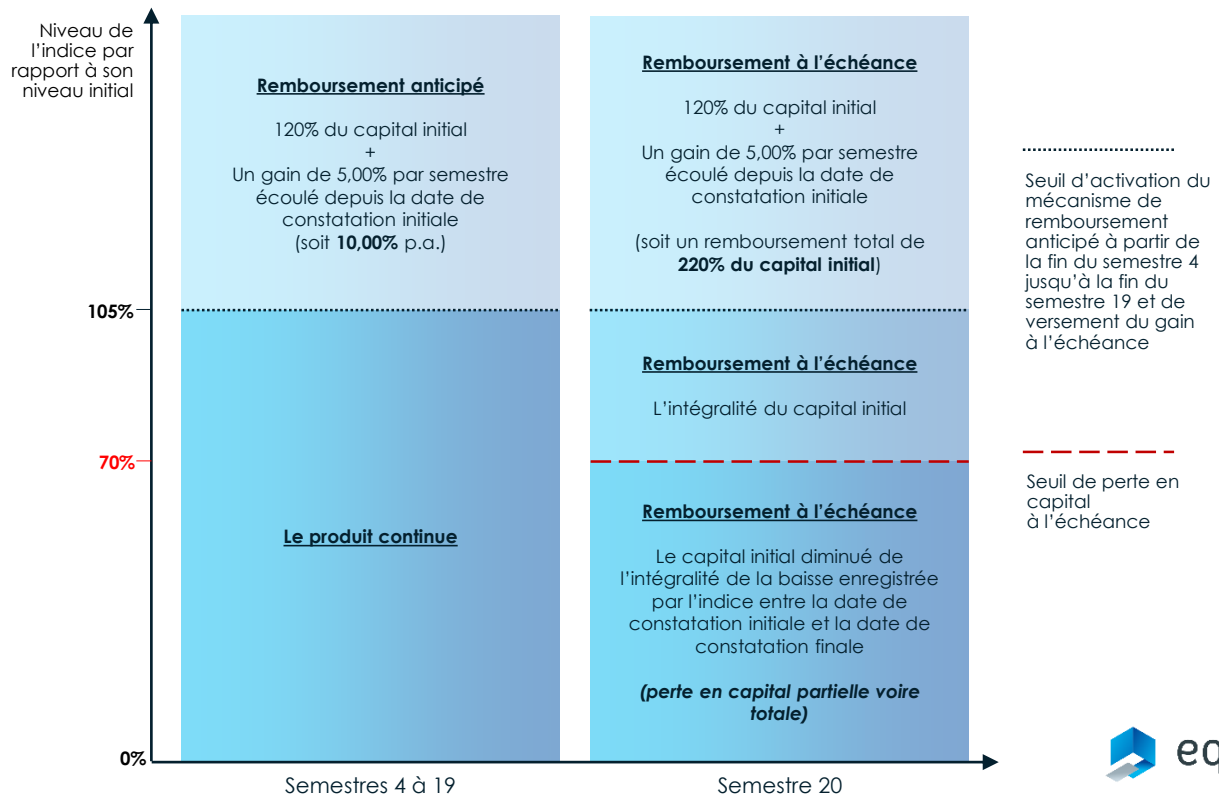 Niveau de
l'indice par
rapport à son
niveau initial
Remboursement anticipé
120% du capital initial
+
Un gain de 5,00% par semestre
écoulé depuis la date de
constatation initiale
(soit 10,00% p.a.)
Remboursement à l'échéance
120% du capital initial
+
Un gain de 5,00% par semestre
écoulé depuis la date de
constatation initiale
(soit un remboursement total de
220% du capital initial)
Seuil d'activation du
mécanisme de
remboursement
anticipé à partir de
la fin du semestre 4
jusqu'à la fin du
semestre 19 et de
versement du gain
à l'échéance
105%
Remboursement à l'échéance
L'intégralité du capital initial
70%
Seuil de perte en
capital
à l'échéance
Le produit continue
Remboursement à l'échéance
Le capital initial diminué de
l'intégralité de la baisse enregistrée
par l'indice entre la date de
constatation initiale et la date de
constatation finale
(perte en capital partielle voire
totale)
0%
Semestres 4 à 19
Semestre 20
eq